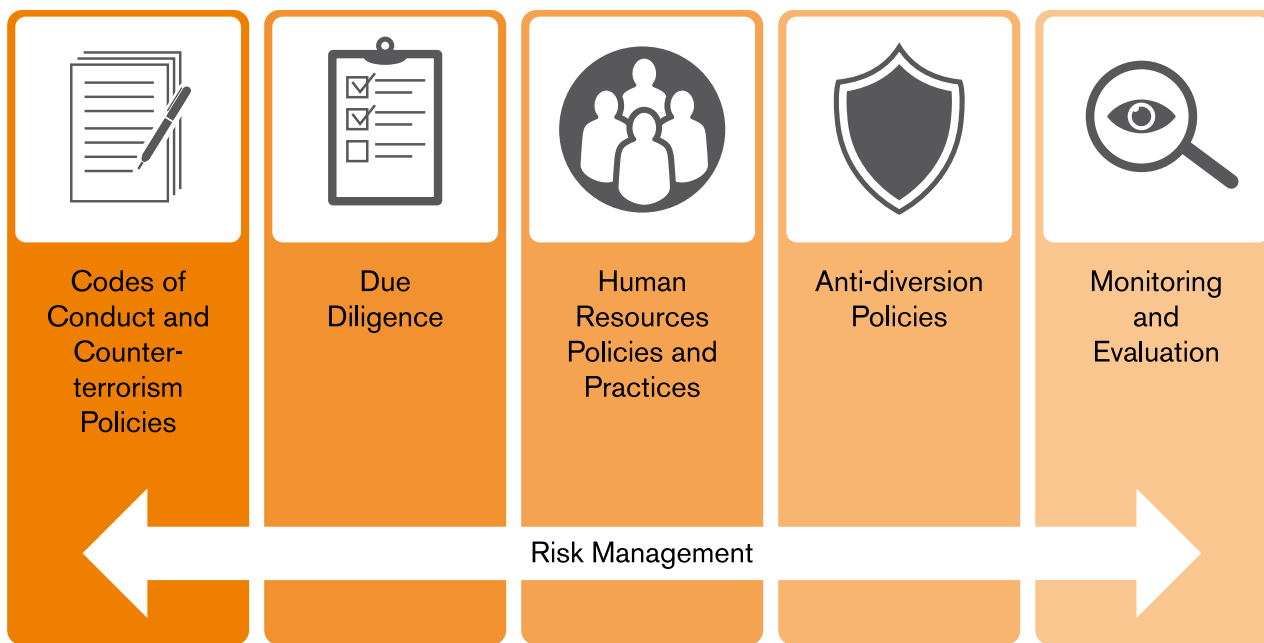 Codes of
Conduct and
Counter-
terrorism
Policies
Due
Diligence
Human
Resources
Policies and
Practices
Anti-diversion
Policies
Monitoring
and
Evaluation
Risk Management